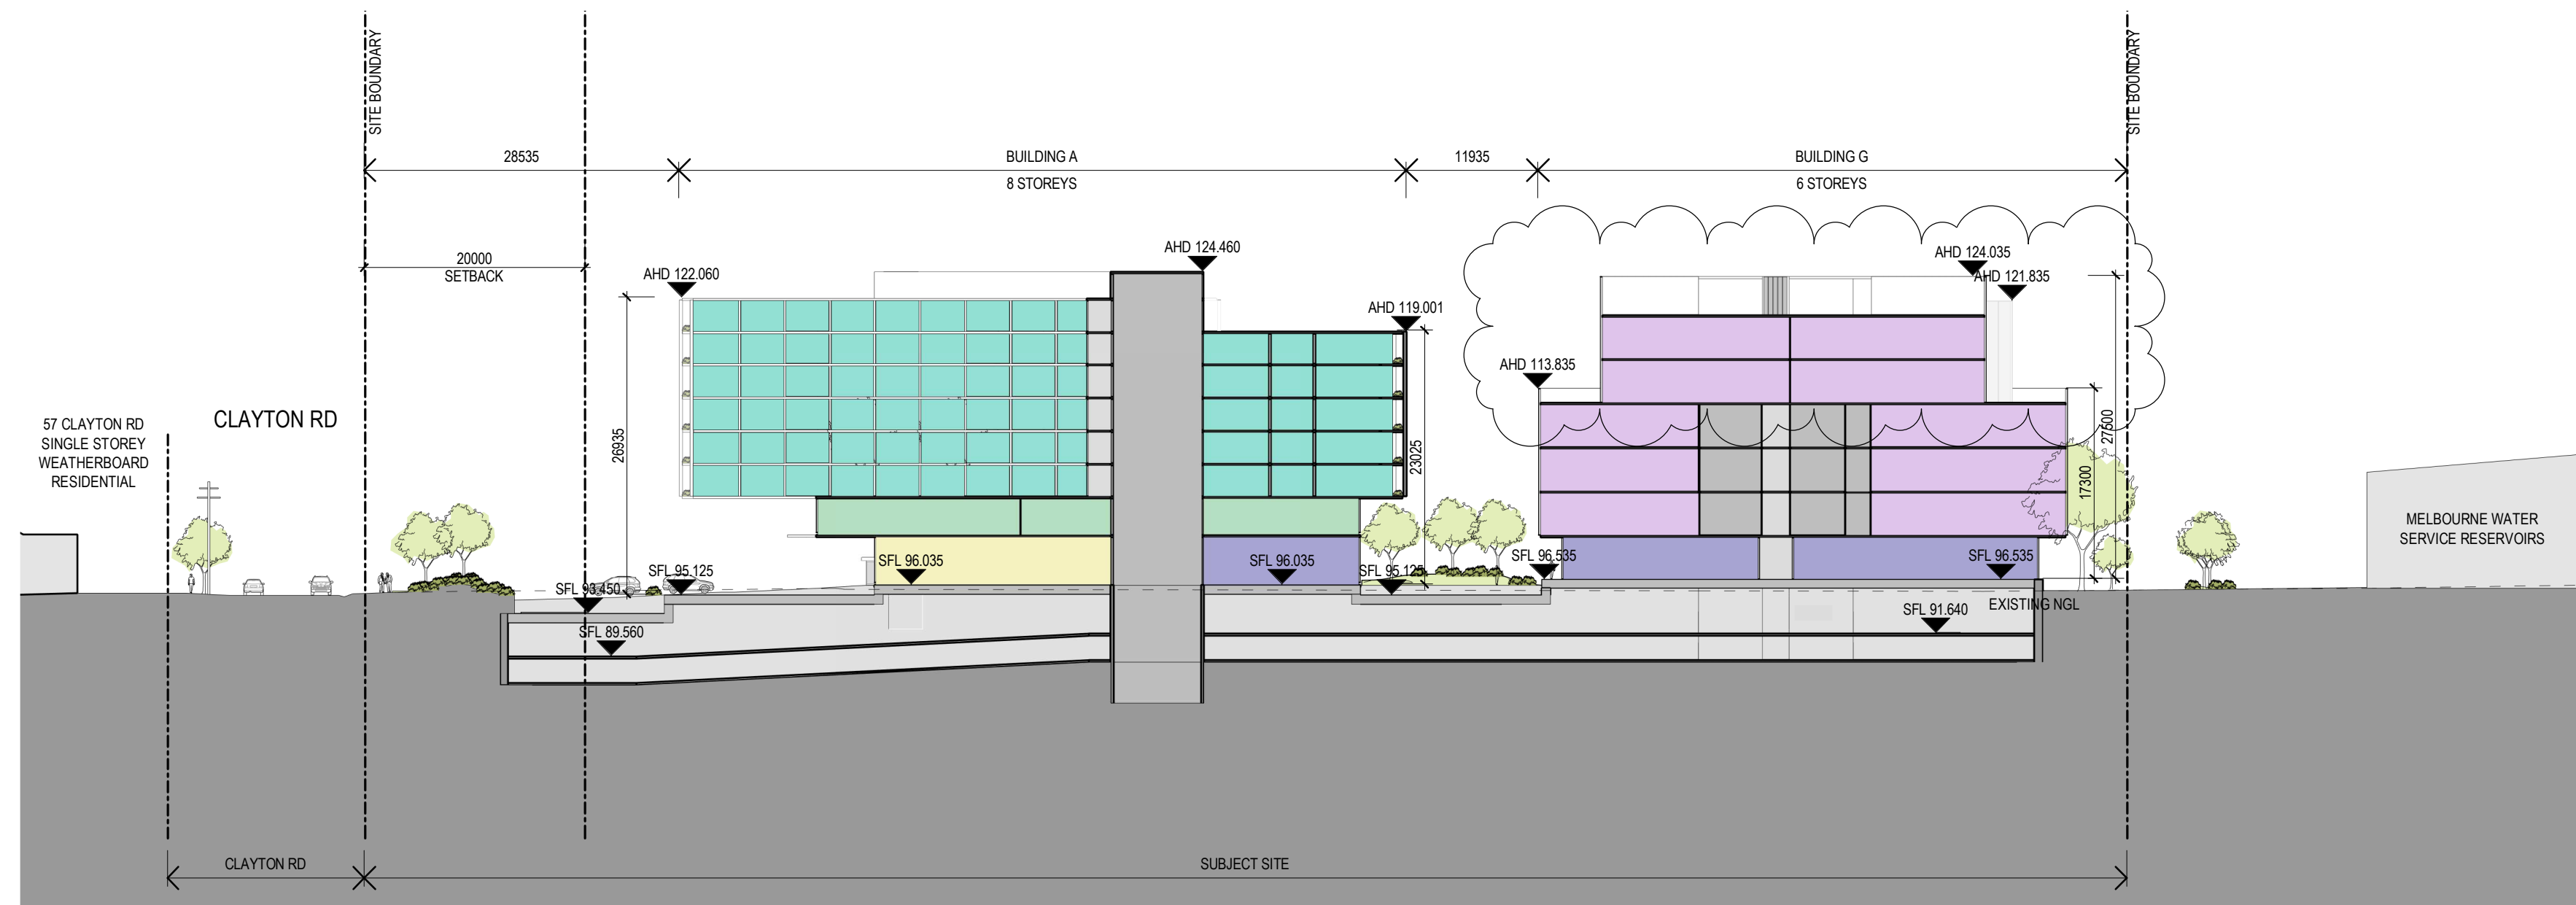 SITE BOUNDARY
SITE BOUNDARY
28535
BUILDING A
8 STOREYS
11935
BUILDING G
6 STOREYS
20000
SETBACK
AHD 122.060
AHD 124.460
AHD 119.001
AHD 124.035
AHD 121.835
AHD 113.835
26935
23025
27500
17300
57 CLAYTON RD
SINGLE STOREY
WEATHERBOARD
RESIDENTIAL
CLAYTON RD
MELBOURNE WATER
SERVICE RESERVOIRS
SFL 96.035
SFL 96.035
SFL 96.535
SFL 96.535
SFL 95.125
SFL 95.125
SFL 93.450
SFL 89.560
EXISTING NGL
SFL 91.640
CLAYTON RD
SUBJECT SITE